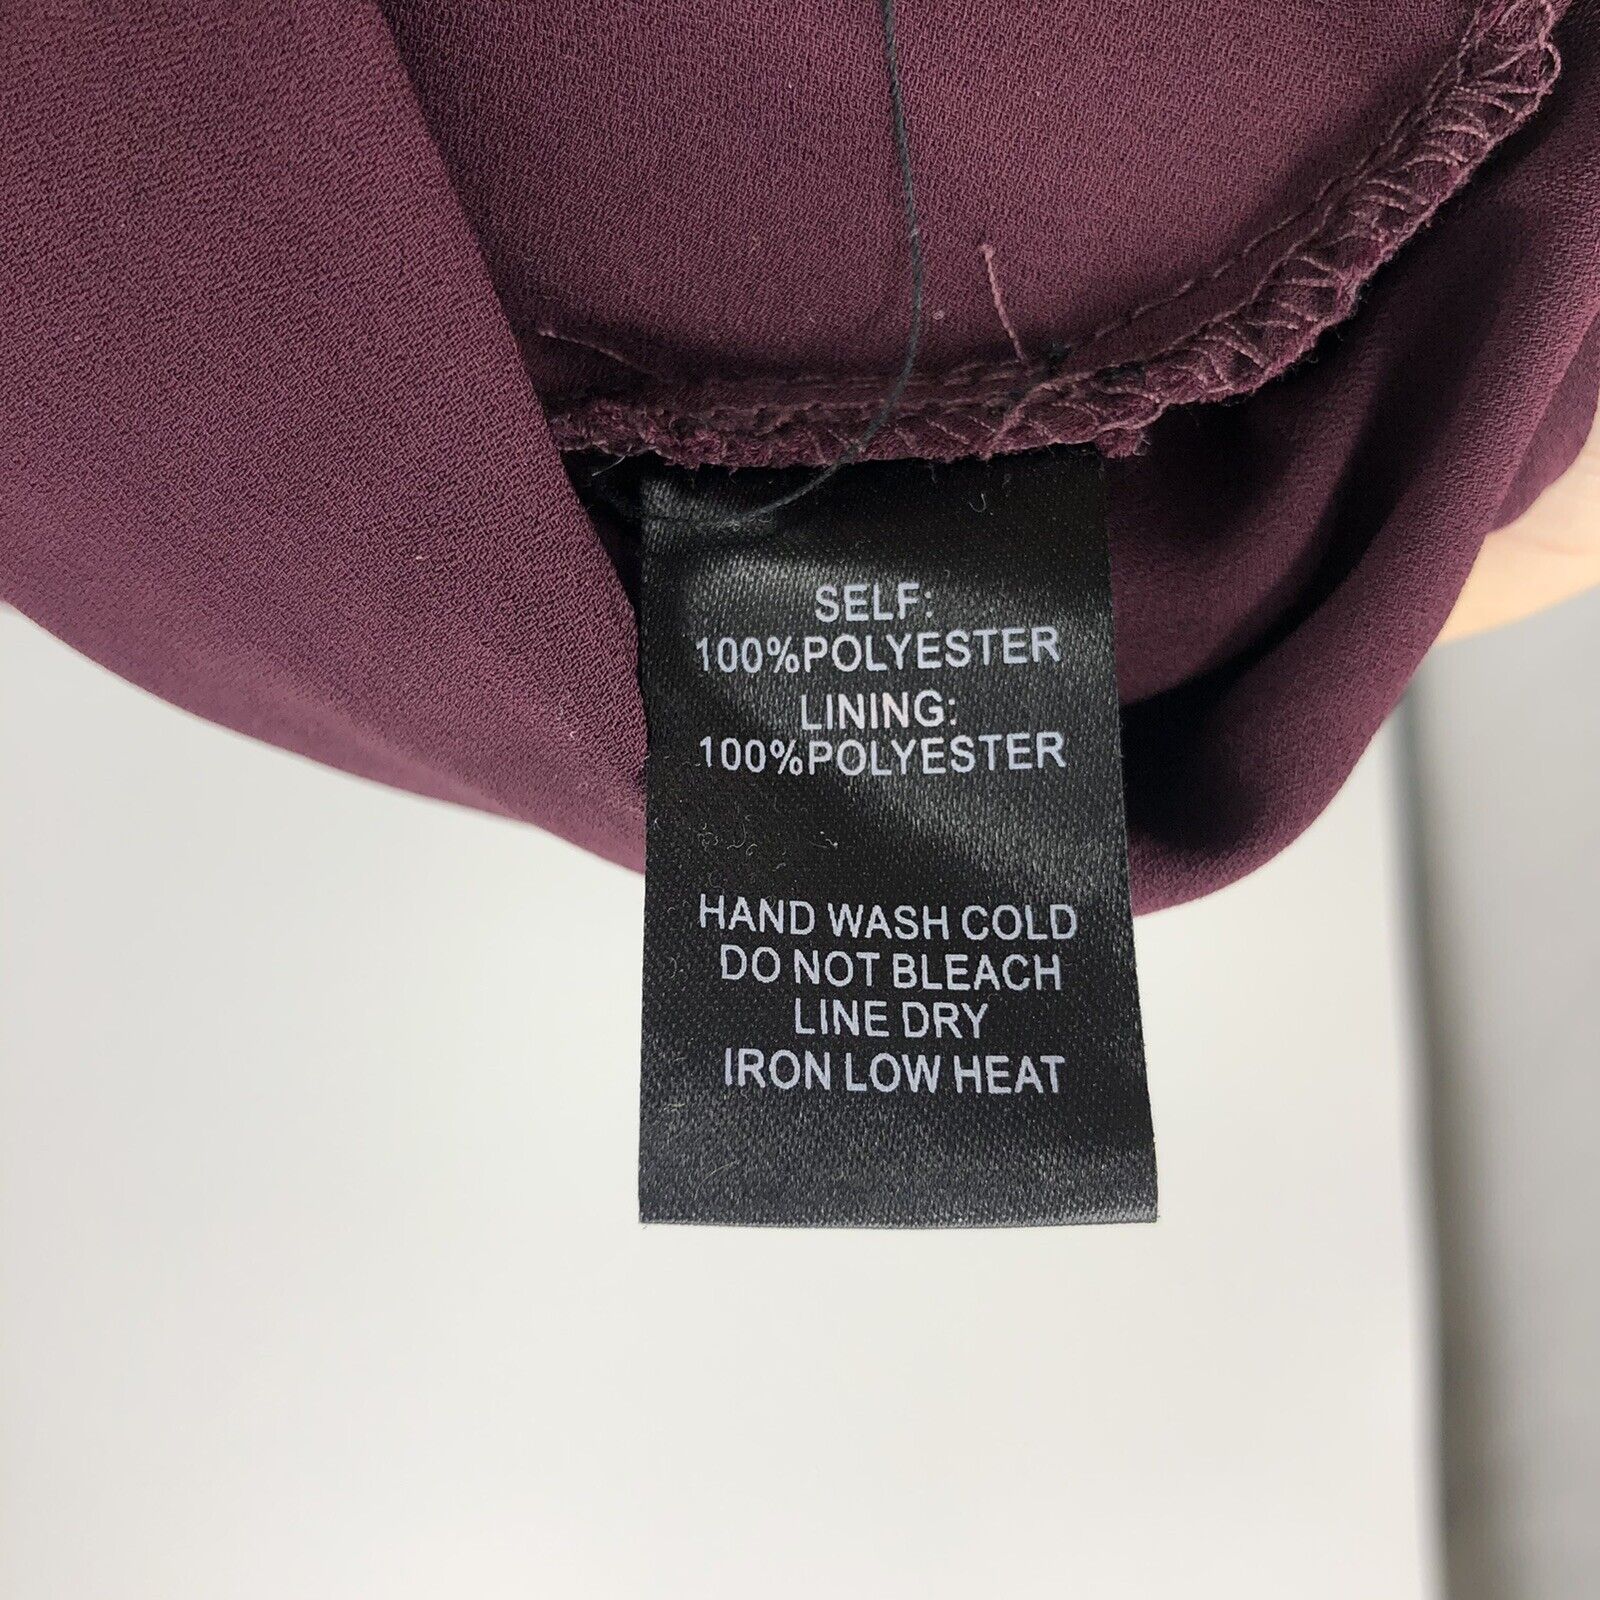 SELF:
100%POLYESTER
LINING:
100%POLYESTER
HAND WASH COLD
DO NOT BLEACH
LINE DRY
IRON LOW HEAT